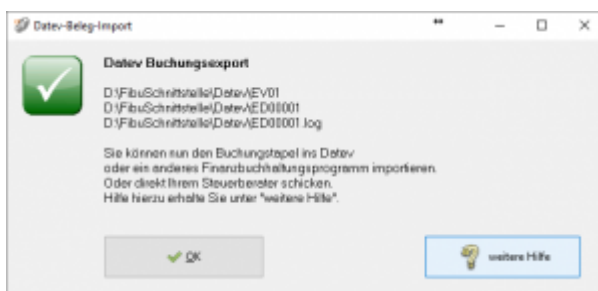 Datev-Beleg-Import
Datev Buchungsexport
D:\FibuSchnittstelle\Datev\EV01
D:\FibuSchnittstelle\Datev\ED00001
D:\FibuSchnittstelle\Datev\ED00001.log
Sie können nun den Buchungstapel ins Datev
oder ein anderes Finanzbuchhaltungsprogramm importieren.
Oder direkt Ihrem Steuerberater schicken.
Hilfe hierzu erhalte Sie unter "weitere Hilfe".
OK
weitere Hilfe